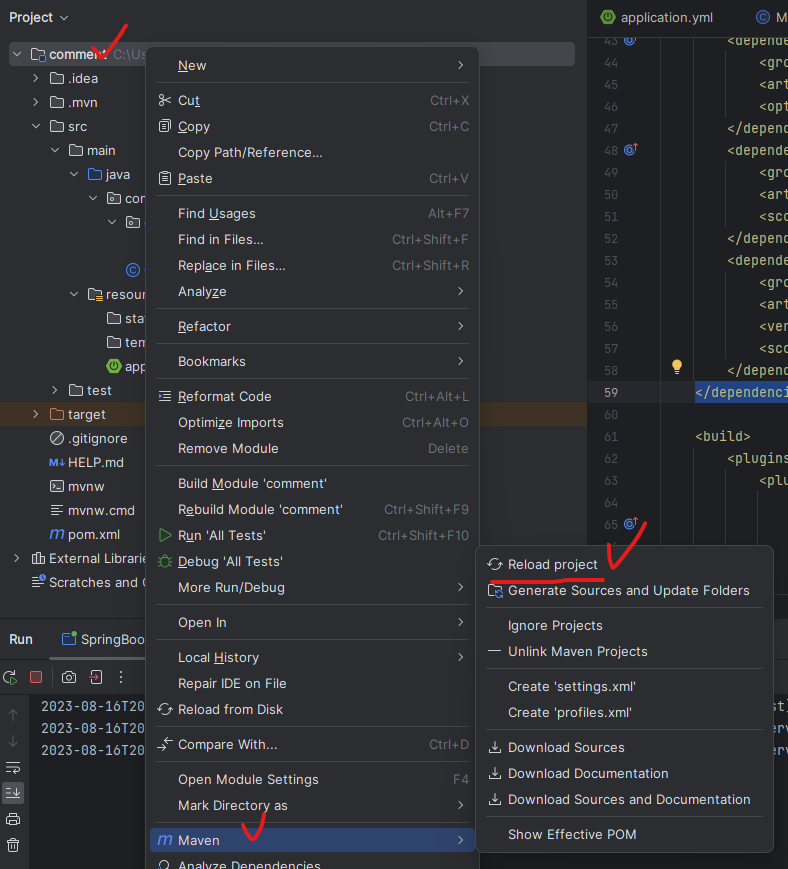 Project
application.yml
M
comment C:\Us
.idea
.mvn
src
main
java
con
resour
sta
tem
app
test
target
.gitignore
M↓ HELP.md
mvnw
mvnw.cmd
pom.xml
External Librarie
Scratches and C
New
Cut Ctrl+X
Copy Ctrl+C
Copy Path/Reference...
Paste Ctrl+V
Find Usages Alt+F7
Find in Files... Ctrl+Shift+F
Replace in Files... Ctrl+Shift+R
Analyze
Refactor
Bookmarks
Reformat Code Ctrl+Alt+L
Optimize Imports Ctrl+Alt+O
Remove Module Delete
Build Module 'comment'
Rebuild Module 'comment' Ctrl+Shift+F9
Run 'All Tests' Ctrl+Shift+F10
Debug 'All Tests'
More Run/Debug
Open In
Local History
Repair IDE on File
Reload from Disk
Compare With... Ctrl+D
Open Module Settings F4
Mark Directory as
Maven
Analyze Dependencies...
43 <depende
44 <gro
45 <art
46 <opt
47 </depend
48 <depende
49 <gro
50 <art
51 <sco
52 </depend
53 <depende
54 <gro
55 <art
56 <ver
57 <sco
58 </depend
59 </dependenci
60
61 <build>
62 <plugins
63 <plu
64
65
Reload project
Generate Sources and Update Folders
Ignore Projects
Unlink Maven Projects
Create 'settings.xml'
Create 'profiles.xml'
Download Sources
Download Documentation
Download Sources and Documentation
Show Effective POM
Run
SpringBoo
2023-08-16T20
2023-08-16T20
2023-08-16T20
st]
erv
erv